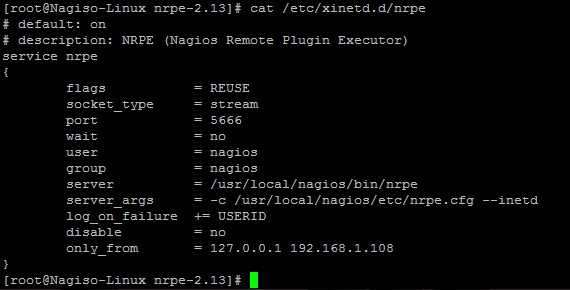 [root@Nagiso-Linux nrpe-2.13]# cat /etc/xinetd.d/nrpe
# default: on
# description: NRPE (Nagios Remote Plugin Executor)
service nrpe
{
        flags           = REUSE
        socket_type     = stream
        port            = 5666
        wait            = no
        user            = nagios
        group           = nagios
        server          = /usr/local/nagios/bin/nrpe
        server_args     = -c /usr/local/nagios/etc/nrpe.cfg --inetd
        log_on_failure  += USERID
        disable         = no
        only_from       = 127.0.0.1 192.168.1.108
}
[root@Nagiso-Linux nrpe-2.13]#